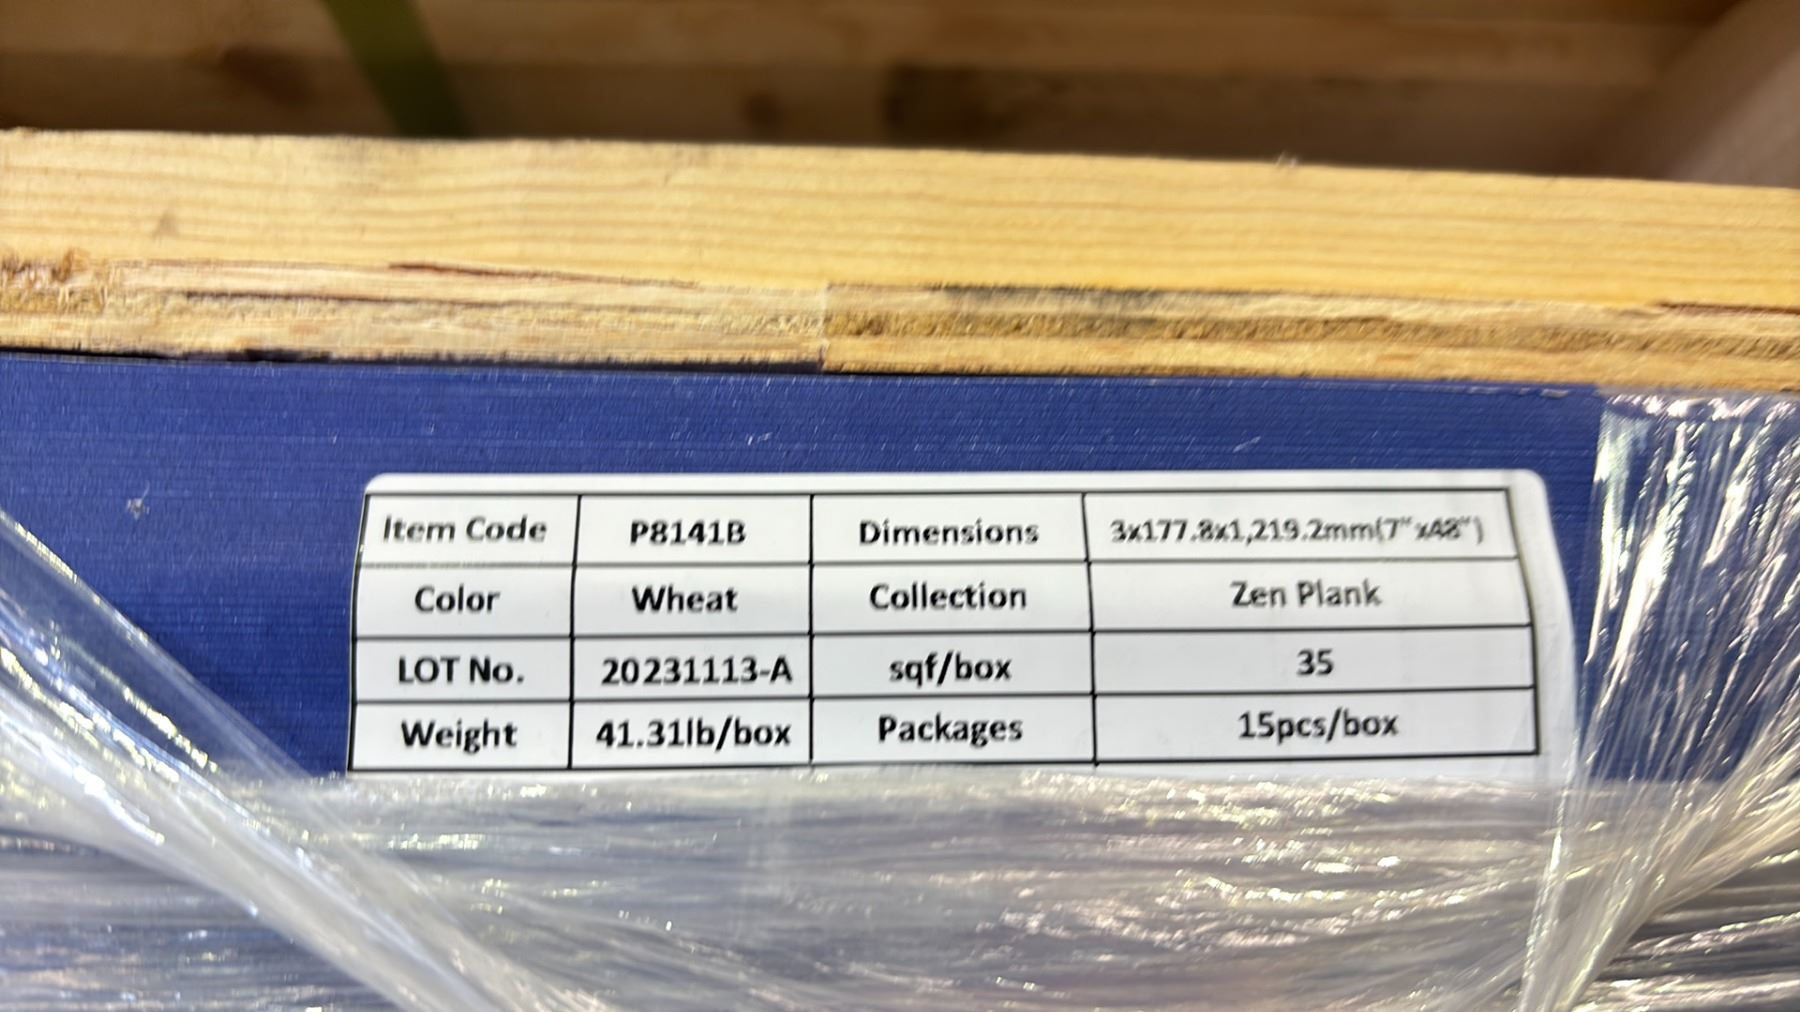 Item Code P8141B Dimensions 3x177.8x1,219.2mm(7"x48")
Color Wheat Collection Zen Plank
LOT No. 20231113-A sqf/box 35
Weight 41.31lb/box Packages 15pcs/box